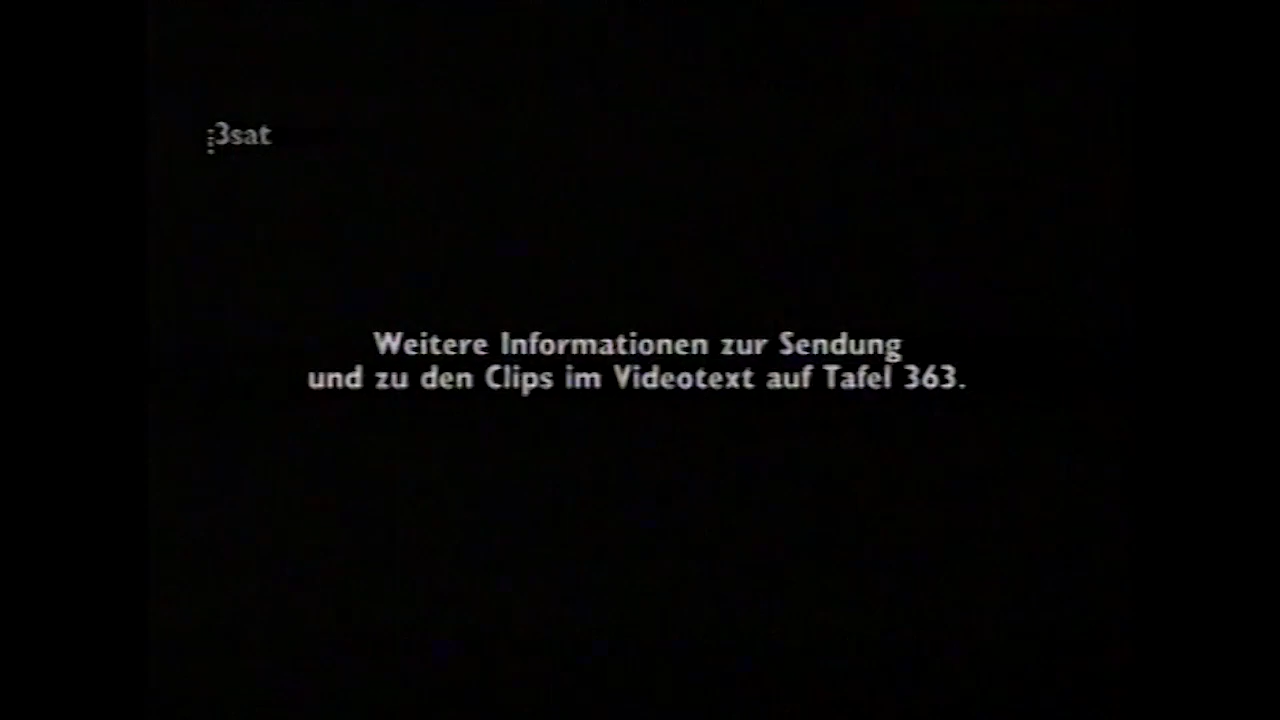 3sat
Weitere Informationen zur Sendung
und zu den Clips im Videotext auf Tafel 363.